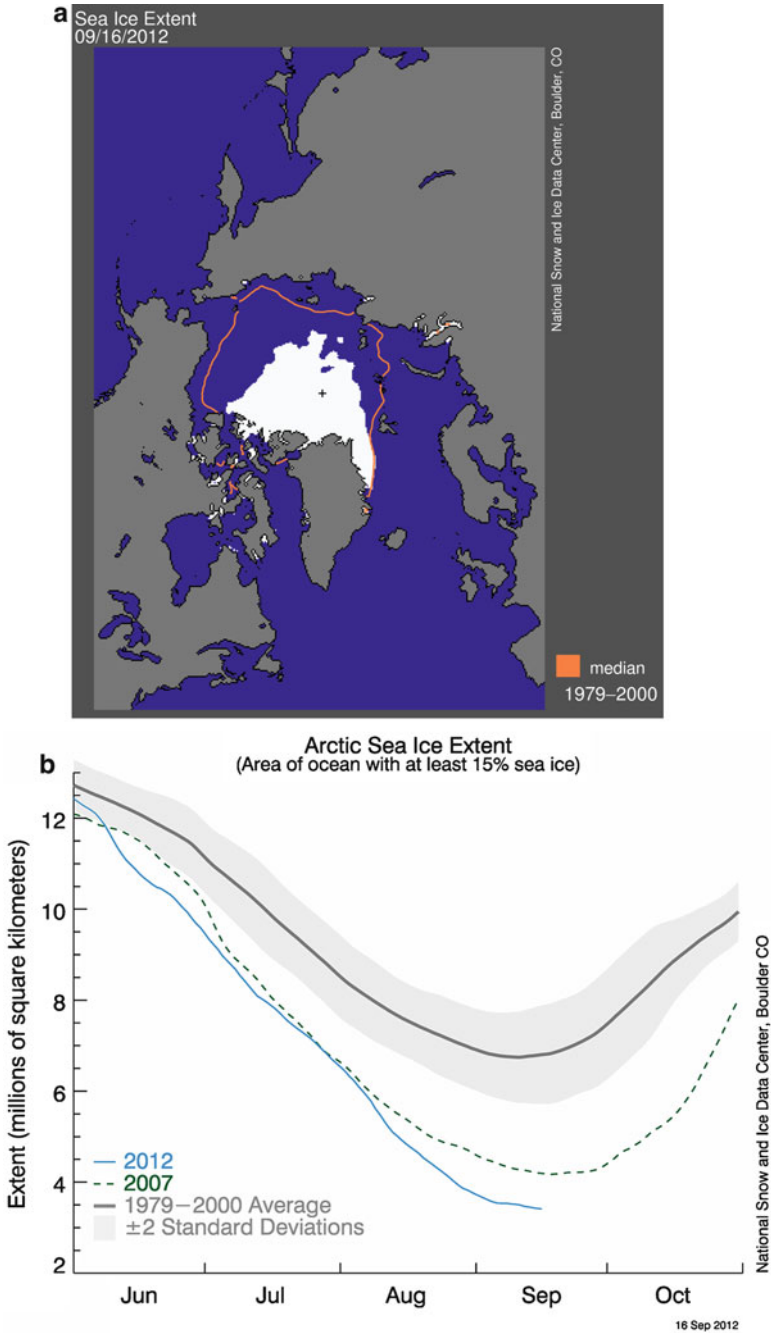 a
Sea Ice Extent
09/16/2012
National Snow and Ice Data Center, Boulder, CO
median
1979–2000
b
Arctic Sea Ice Extent
(Area of ocean with at least 15% sea ice)
Extent (millions of square kilometers)
12
10
8
6
4
2
2012
2007
1979–2000 Average
±2 Standard Deviations
Jun Jul Aug Sep Oct
National Snow and Ice Data Center, Boulder CO
16 Sep 2012